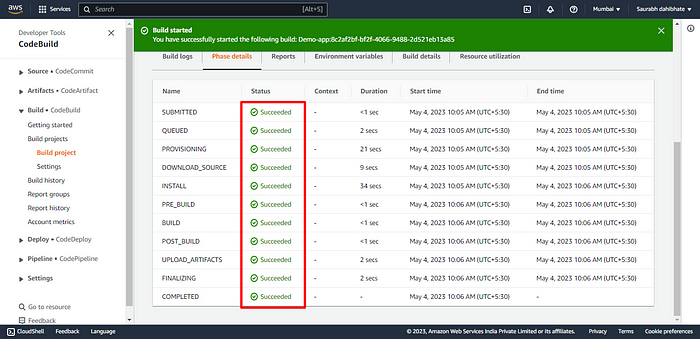 aws Services Search [Alt+S] Mumbai Saurabh dahibhate
Developer Tools
CodeBuild
Source • CodeCommit
Artifacts • CodeArtifact
Build • CodeBuild
Getting started
Build projects
Build project
Settings
Build history
Report groups
Report history
Account metrics
Deploy • CodeDeploy
Pipeline • CodePipeline
Settings
Go to resource
Feedback
Build started
You have successfully started the following build: Demo-app:8c2af2bf-bf2f-4066-9488-2d521eb13a85
Build logs Phase details Reports Environment variables Build details Resource utilization
Name Status Context Duration Start time End time
SUBMITTED Succeeded - <1 sec May 4, 2023 10:05 AM (UTC+5:30) May 4, 2023 10:05 AM (UTC+5:30)
QUEUED Succeeded - 2 secs May 4, 2023 10:05 AM (UTC+5:30) May 4, 2023 10:05 AM (UTC+5:30)
PROVISIONING Succeeded - 21 secs May 4, 2023 10:05 AM (UTC+5:30) May 4, 2023 10:05 AM (UTC+5:30)
DOWNLOAD_SOURCE Succeeded - 9 secs May 4, 2023 10:05 AM (UTC+5:30) May 4, 2023 10:05 AM (UTC+5:30)
INSTALL Succeeded - 34 secs May 4, 2023 10:05 AM (UTC+5:30) May 4, 2023 10:06 AM (UTC+5:30)
PRE_BUILD Succeeded - <1 sec May 4, 2023 10:06 AM (UTC+5:30) May 4, 2023 10:06 AM (UTC+5:30)
BUILD Succeeded - <1 sec May 4, 2023 10:06 AM (UTC+5:30) May 4, 2023 10:06 AM (UTC+5:30)
POST_BUILD Succeeded - <1 sec May 4, 2023 10:06 AM (UTC+5:30) May 4, 2023 10:06 AM (UTC+5:30)
UPLOAD_ARTIFACTS Succeeded - 2 secs May 4, 2023 10:06 AM (UTC+5:30) May 4, 2023 10:06 AM (UTC+5:30)
FINALIZING Succeeded - 2 secs May 4, 2023 10:06 AM (UTC+5:30) May 4, 2023 10:06 AM (UTC+5:30)
COMPLETED Succeeded - - May 4, 2023 10:06 AM (UTC+5:30) -
CloudShell Feedback Language © 2023, Amazon Web Services India Private Limited or its affiliates. Privacy Terms Cookie preferences